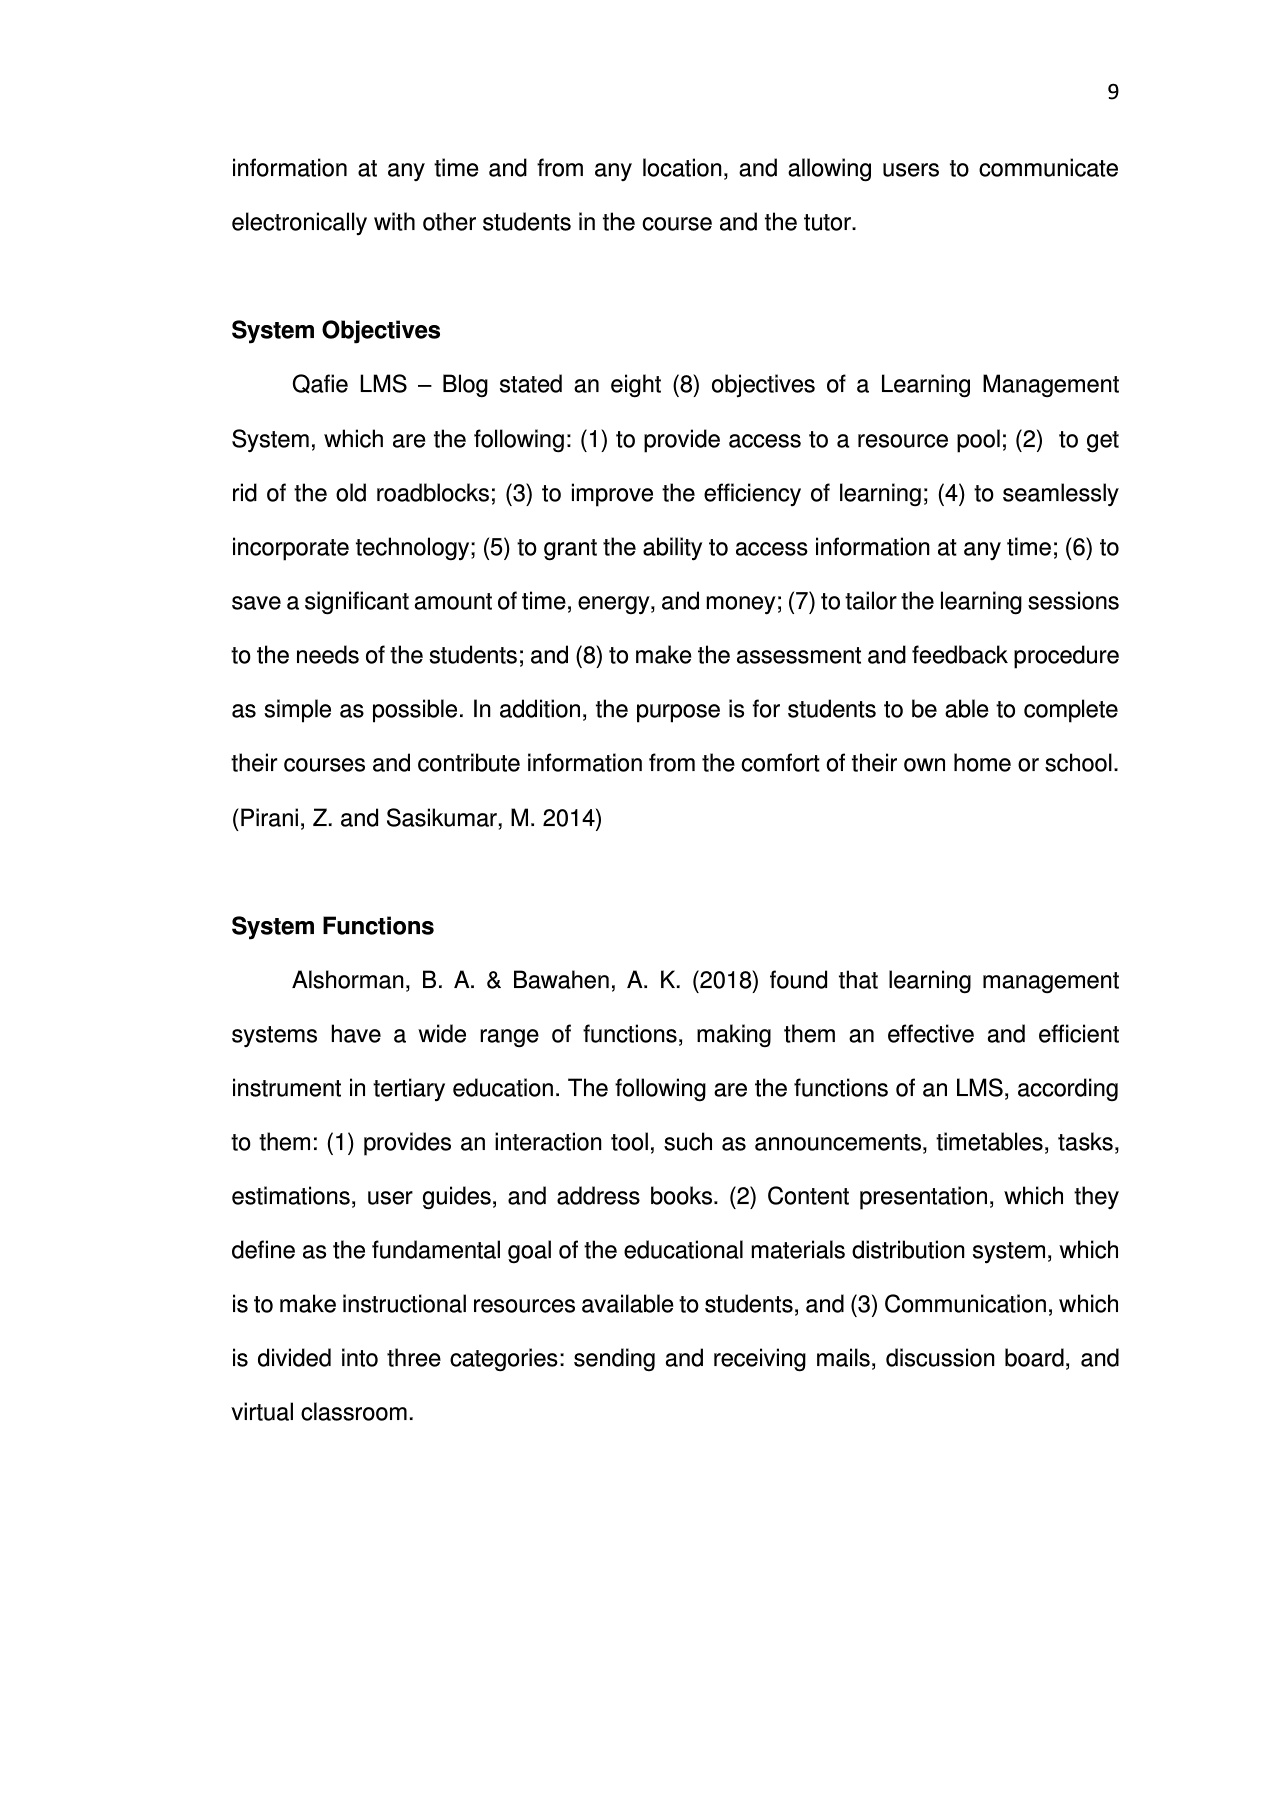 9
information at any time and from any location, and allowing users to communicate
electronically with other students in the course and the tutor.
System Objectives
Qafie LMS – Blog stated an eight (8) objectives of a Learning Management
System, which are the following: (1) to provide access to a resource pool; (2) to get
rid of the old roadblocks; (3) to improve the efficiency of learning; (4) to seamlessly
incorporate technology; (5) to grant the ability to access information at any time; (6) to
save a significant amount of time, energy, and money; (7) to tailor the learning sessions
to the needs of the students; and (8) to make the assessment and feedback procedure
as simple as possible. In addition, the purpose is for students to be able to complete
their courses and contribute information from the comfort of their own home or school.
(Pirani, Z. and Sasikumar, M. 2014)
System Functions
Alshorman, B. A. & Bawahen, A. K. (2018) found that learning management
systems have a wide range of functions, making them an effective and efficient
instrument in tertiary education. The following are the functions of an LMS, according
to them: (1) provides an interaction tool, such as announcements, timetables, tasks,
estimations, user guides, and address books. (2) Content presentation, which they
define as the fundamental goal of the educational materials distribution system, which
is to make instructional resources available to students, and (3) Communication, which
is divided into three categories: sending and receiving mails, discussion board, and
virtual classroom.